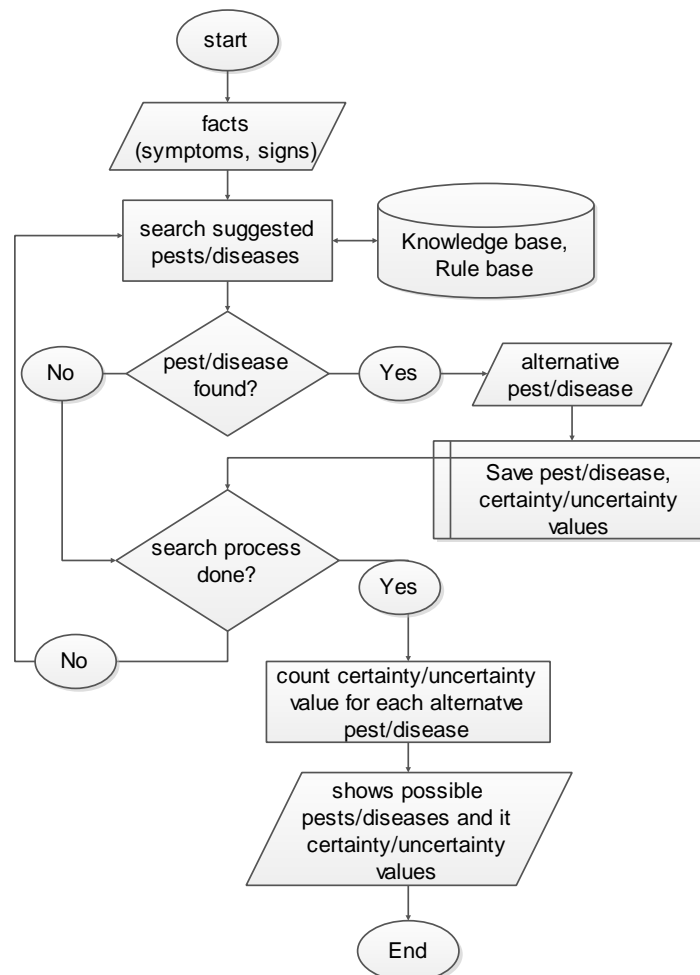 start
facts
(symptoms, signs)
search suggested
pests/diseases
Knowledge base,
Rule base
No
pest/disease
found?
Yes
alternative
pest/disease
Save pest/disease,
certainty/uncertainty
values
search process
done?
Yes
No
count certainty/uncertainty
value for each alternatve
pest/disease
shows possible
pests/diseases and it
certainty/uncertainty
values
End